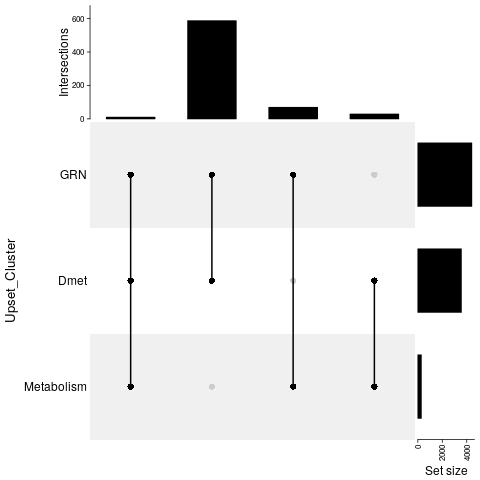 600
400
200
0
Intersections
GRN
Dmet
Metabolism
Upset_Cluster
0
2000
4000
Set size